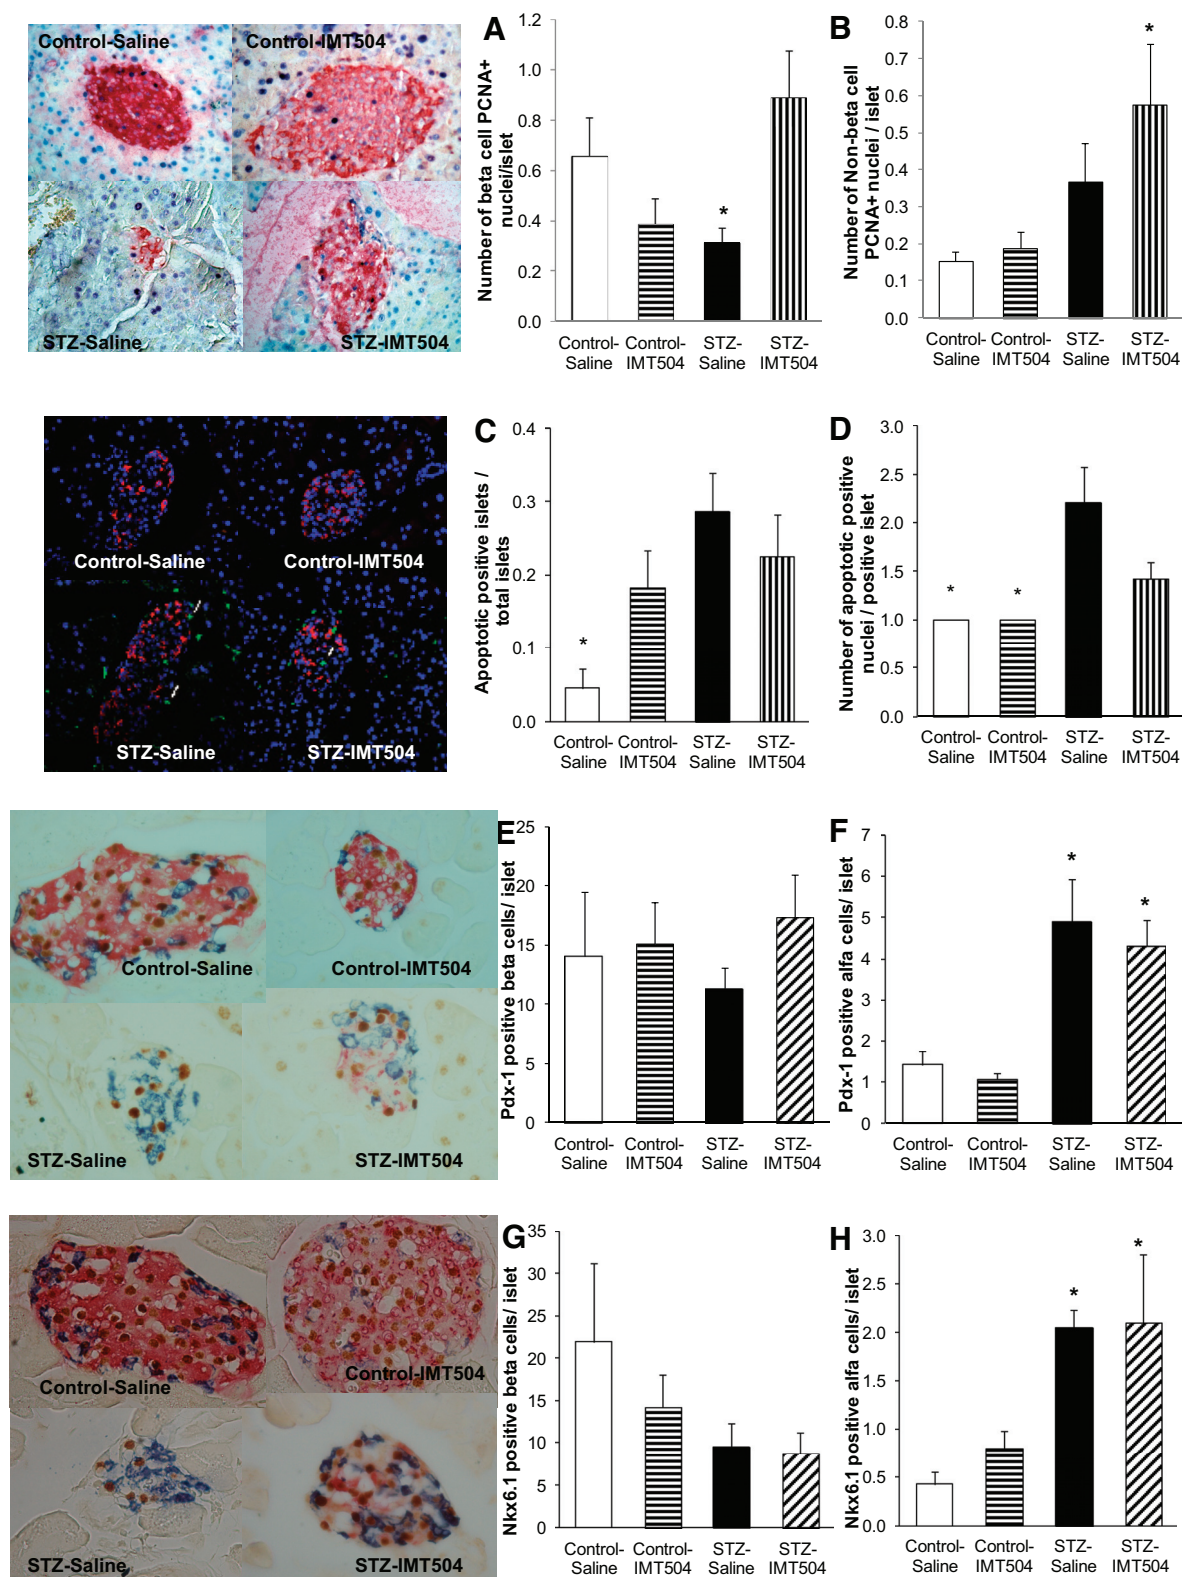 Control-Saline
Control-IMT504
STZ-Saline
STZ-IMT504
A
Number of beta cell PCNA+
nuclei/islet
1.2
1.0
0.8
0.6
0.4
0.2
0.0
*
Control-
Saline
Control-
IMT504
STZ-
Saline
STZ-
IMT504
B
Number of Non-beta cell
PCNA+ nuclei / islet
0.8
0.7
0.6
0.5
0.4
0.3
0.2
0.1
0.0
*
Control-
Saline
Control-
IMT504
STZ-
Saline
STZ-
IMT504
Control-Saline
Control-IMT504
STZ-Saline
STZ-IMT504
C
Apoptotic positive islets /
total islets
0.4
0.3
0.2
0.1
0.0
*
Control-
Saline
Control-
IMT504
STZ-
Saline
STZ-
IMT504
D
Number of apoptotic positive
nuclei / positive islet
3.0
2.5
2.0
1.5
1.0
0.5
0.0
*
*
Control-
Saline
Control-
IMT504
STZ-
Saline
STZ-
IMT504
Control-Saline
Control-IMT504
STZ-Saline
STZ-IMT504
E
Pdx-1 positive beta cells/ islet
25
20
15
10
5
0
Control-
Saline
Control-
IMT504
STZ-
Saline
STZ-
IMT504
F
Pdx-1 positive alfa cells/ islet
7
6
5
4
3
2
1
0
*
*
Control-
Saline
Control-
IMT504
STZ-
Saline
STZ-
IMT504
Control-Saline
Control-IMT504
STZ-Saline
STZ-IMT504
G
Nkx6.1 positive beta cells/ islet
35
30
25
20
15
10
5
0
Control-
Saline
Control-
IMT504
STZ-
Saline
STZ-
IMT504
H
Nkx6.1 positive alfa cells/ islet
3.0
2.5
2.0
1.5
1.0
0.5
0.0
*
*
Control-
Saline
Control-
IMT504
STZ-
Saline
STZ-
IMT504